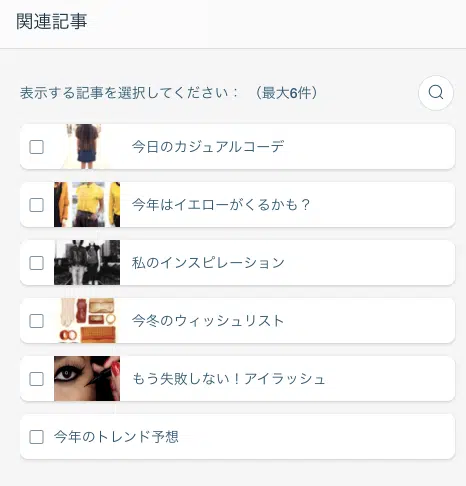 関連記事
表示する記事を選択してください： （最大6件）
今日のカジュアルコーデ
今年はイエローがくるかも？
私のインスピレーション
今冬のウィッシュリスト
もう失敗しない！アイラッシュ
今年のトレンド予想